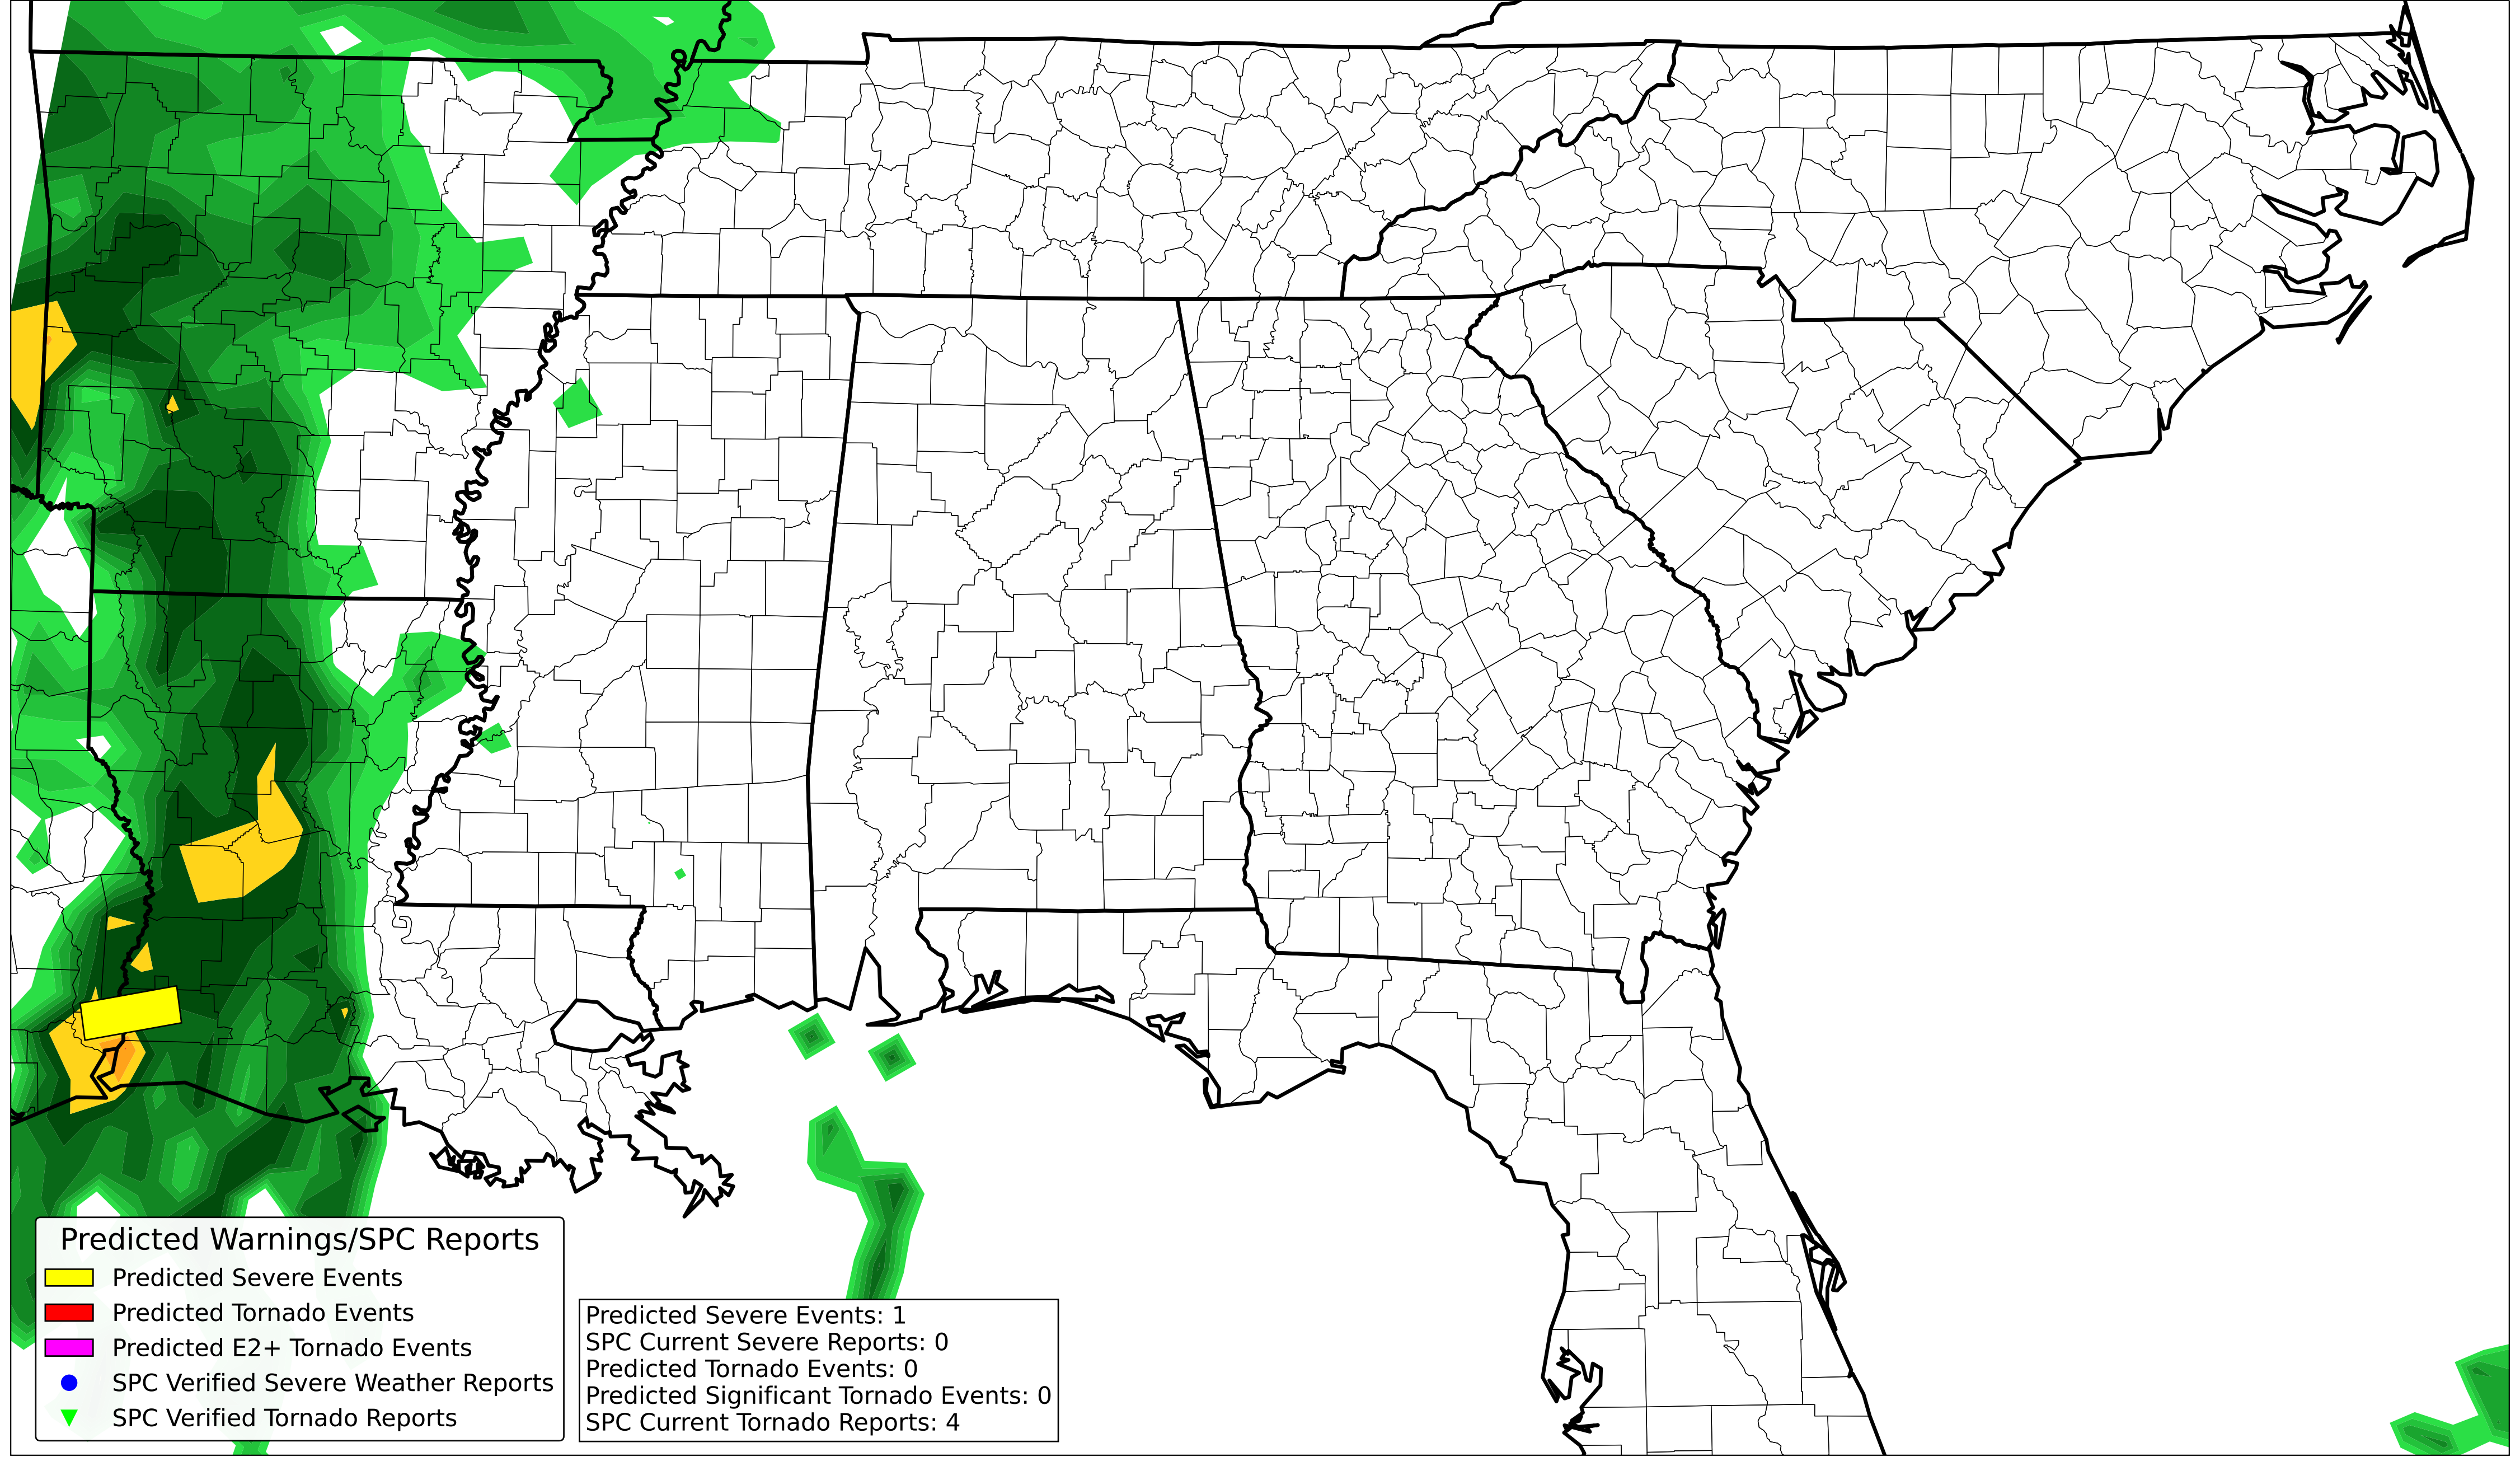 Predicted Warnings/SPC Reports
Predicted Severe Events
Predicted Tornado Events
Predicted E2+ Tornado Events
SPC Verified Severe Weather Reports
SPC Verified Tornado Reports
Predicted Severe Events: 1
SPC Current Severe Reports: 0
Predicted Tornado Events: 0
Predicted Significant Tornado Events: 0
SPC Current Tornado Reports: 4